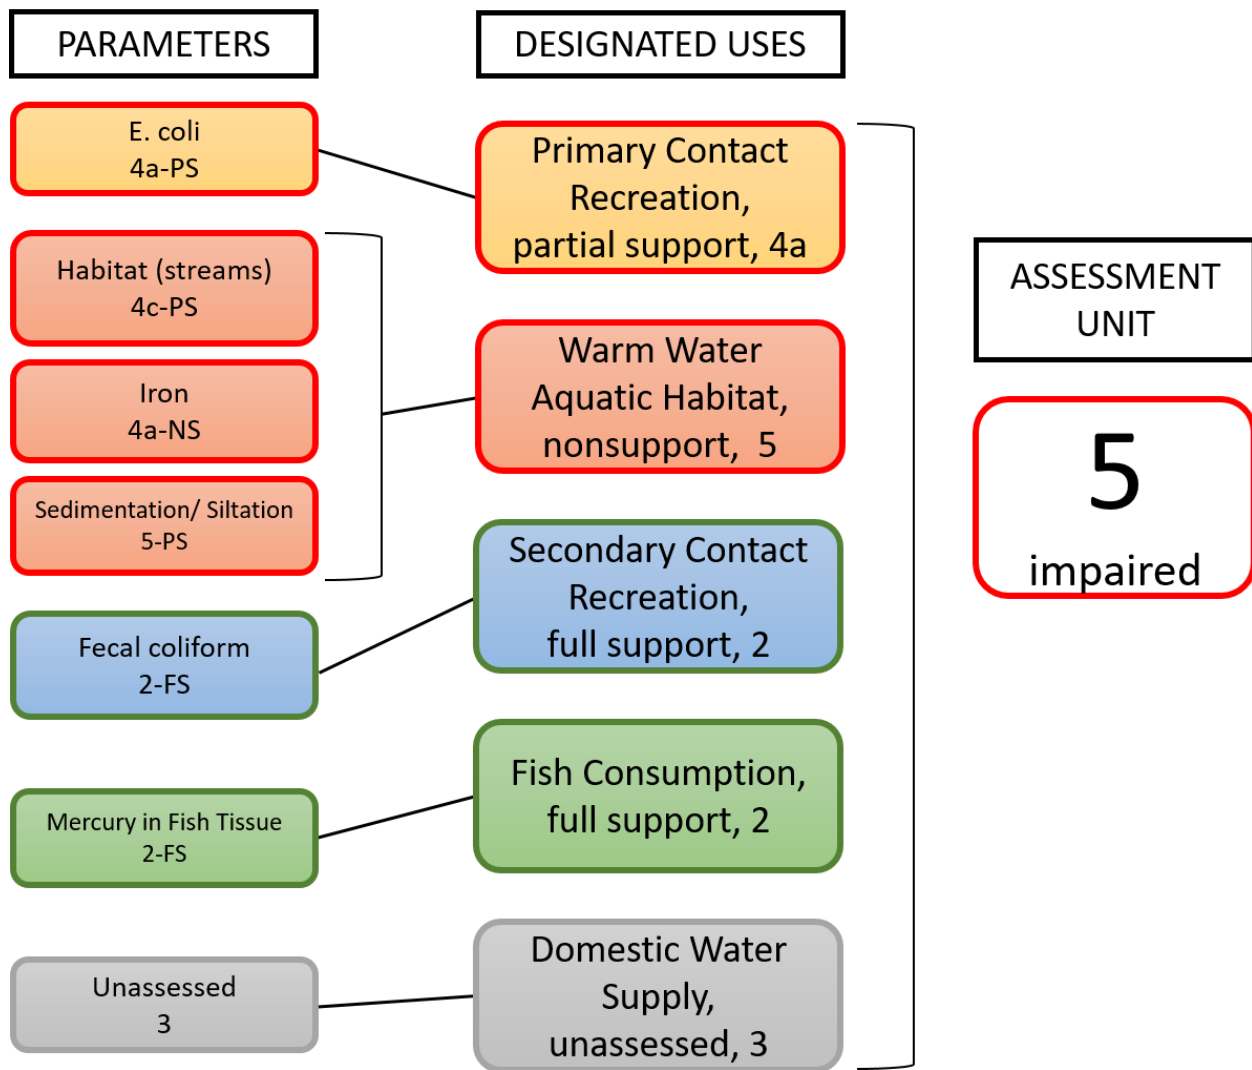 PARAMETERS
E. coli
4a-PS
Habitat (streams)
4c-PS
Iron
4a-NS
Sedimentation/ Siltation
5-PS
Fecal coliform
2-FS
Mercury in Fish Tissue
2-FS
Unassessed
3
DESIGNATED USES
Primary Contact
Recreation,
partial support, 4a
Warm Water
Aquatic Habitat,
nonsupport, 5
Secondary Contact
Recreation,
full support, 2
Fish Consumption,
full support, 2
Domestic Water
Supply,
unassessed, 3
ASSESSMENT
UNIT
5
impaired